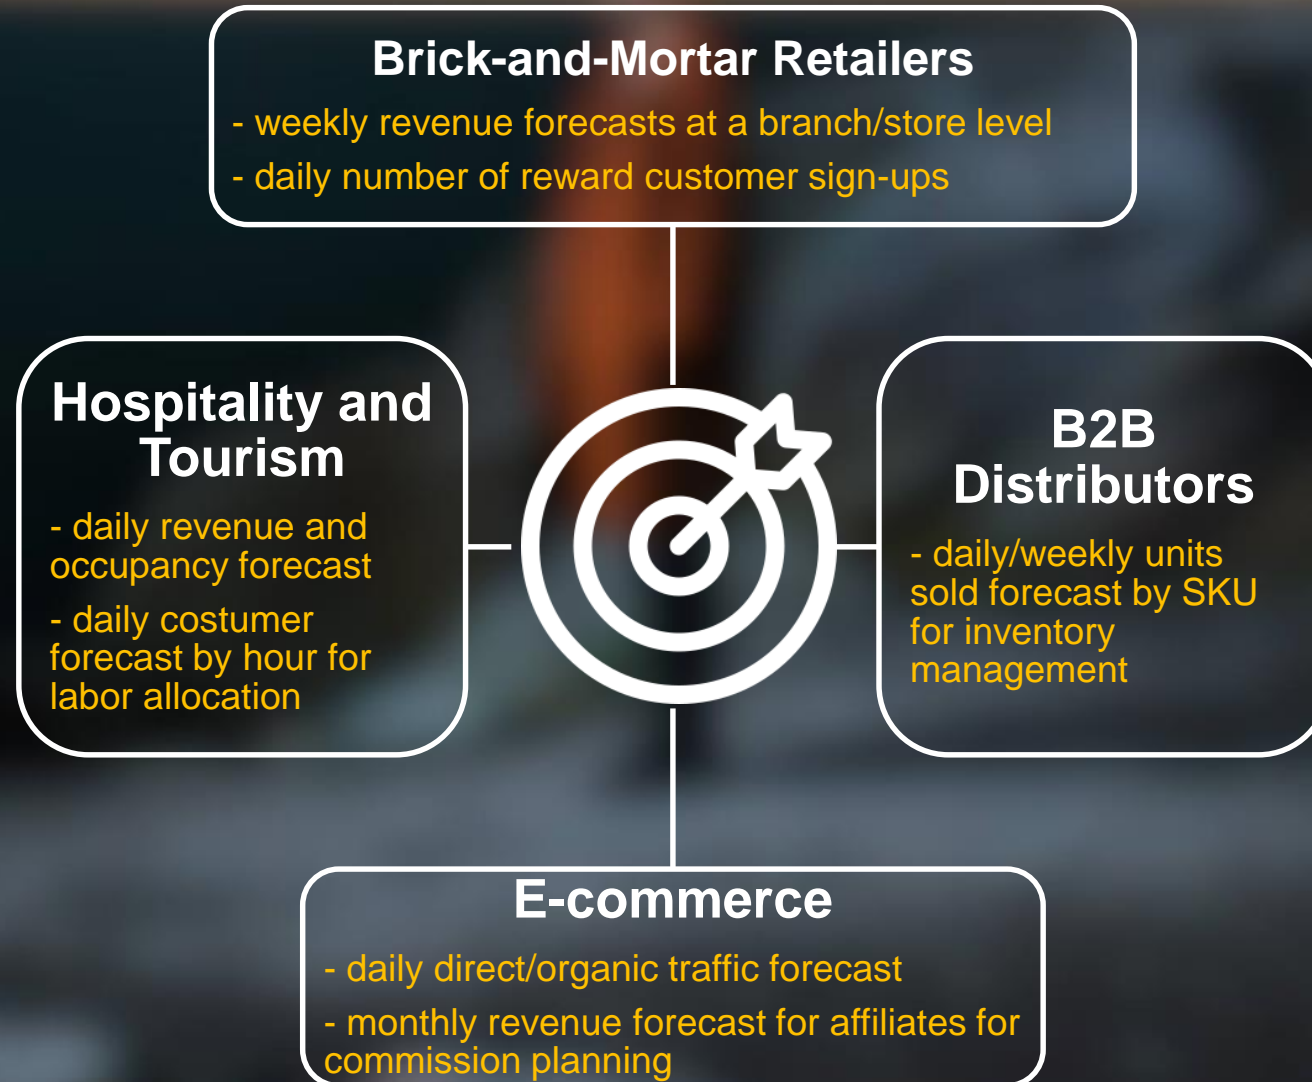 Brick-and-Mortar Retailers
- weekly revenue forecasts at a branch/store level
- daily number of reward customer sign-ups
Hospitality and
Tourism
- daily revenue and
occupancy forecast
- daily costumer
forecast by hour for
labor allocation
B2B
Distributors
- daily/weekly units
sold forecast by SKU
for inventory
management
E-commerce
- daily direct/organic traffic forecast
- monthly revenue forecast for affiliates for
commission planning